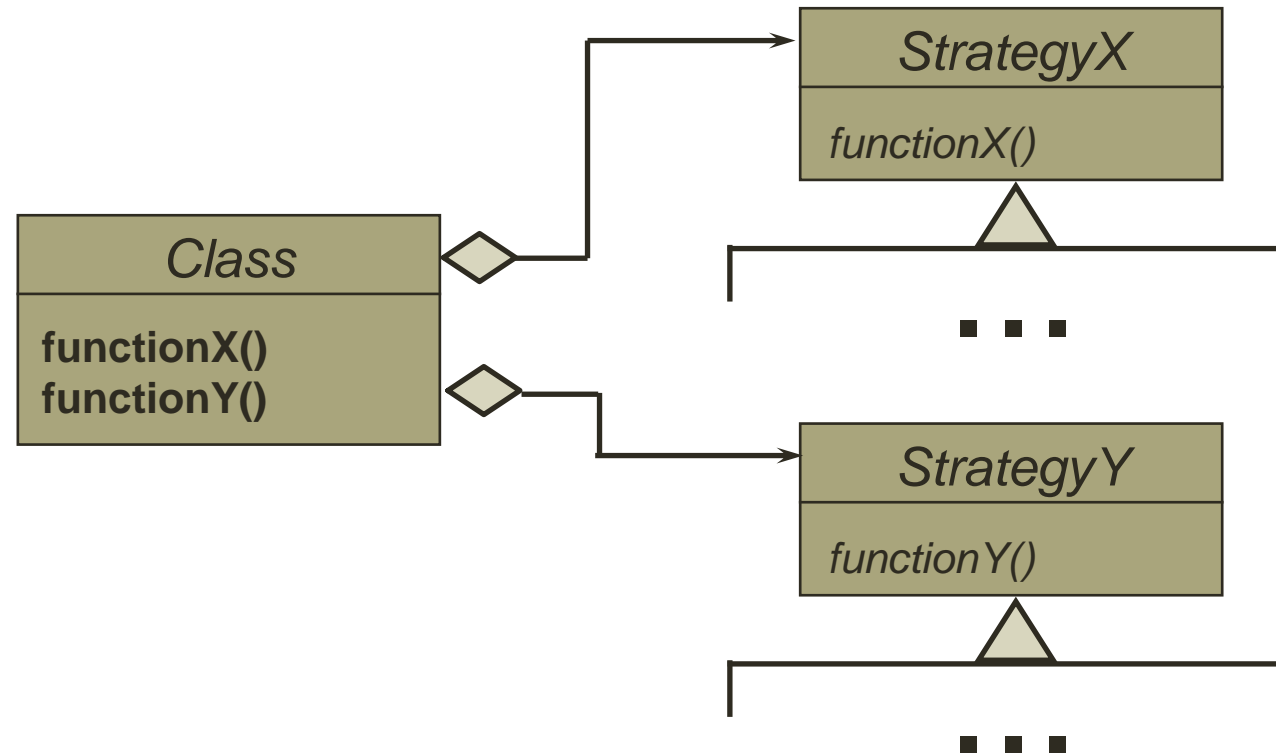 StrategyX
functionX()
Class
functionX()
functionY()
StrategyY
functionY()